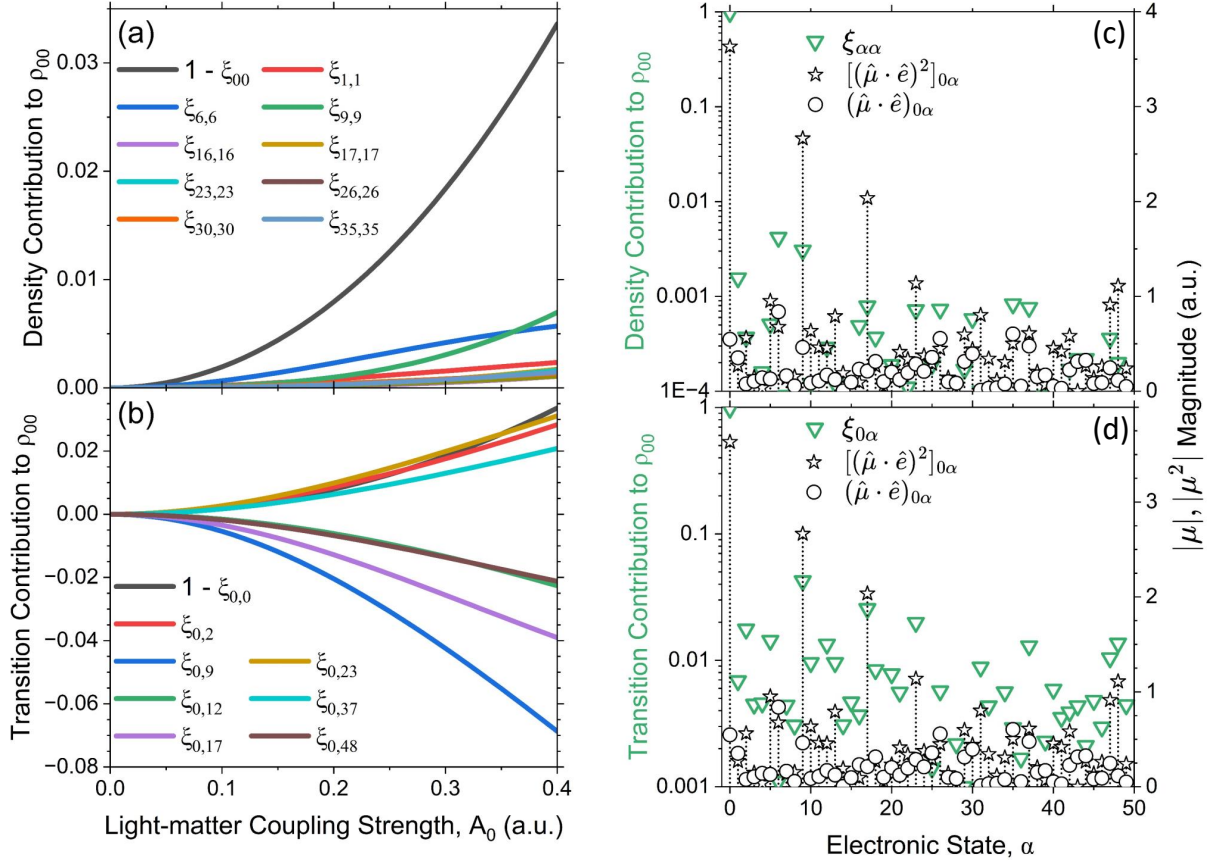 (a)
Density Contribution to ρ₀₀
0.03
0.02
0.01
0.00
1 - ξ₀₀
ξ₁,₁
ξ₆,₆
ξ₉,₉
ξ₁₆,₁₆
ξ₁₇,₁₇
ξ₂₃,₂₃
ξ₂₆,₂₆
ξ₃₀,₃₀
ξ₃₅,₃₅
(b)
Transition Contribution to ρ₀₀
0.02
0.00
−0.02
−0.04
−0.06
−0.08
1 - ξ₀,₀
ξ₀,₂
ξ₀,₉
ξ₀,₂₃
ξ₀,₁₂
ξ₀,₃₇
ξ₀,₁₇
ξ₀,₄₈
0.0 0.1 0.2 0.3 0.4
Light-matter Coupling Strength, A₀ (a.u.)
(c)
Density Contribution to ρ₀₀
1
0.1
0.01
0.001
1E−4
ξαα
[(μ̂ · ê)²]₀α
(μ̂ · ê)₀α
4
3
2
1
0
(d)
Transition Contribution to ρ₀₀
1
0.1
0.01
0.001
ξ₀α
[(μ̂ · ê)²]₀α
(μ̂ · ê)₀α
3
2
1
0
|μ|, |μ²| Magnitude (a.u.)
0 10 20 30 40 50
Electronic State, α